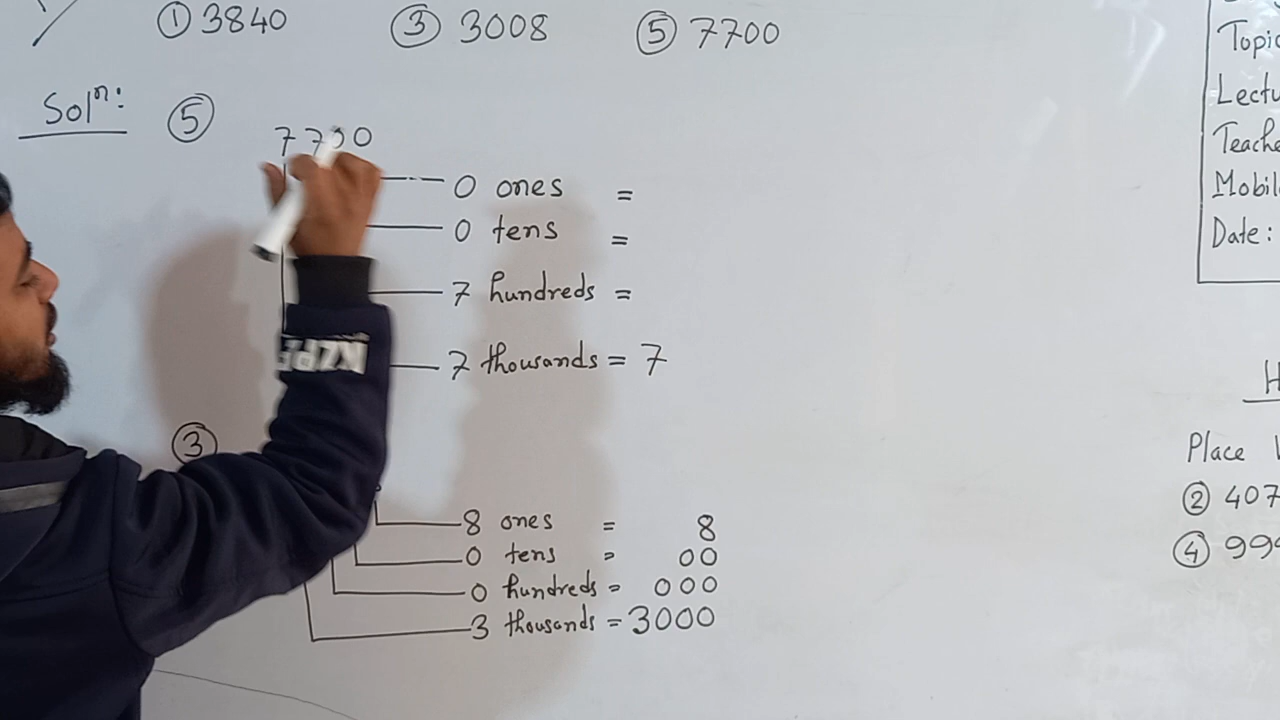 ① 3840 ③ 3008 ⑤ 7700
Solⁿ: ⑤ 7700
0 ones =
0 tens =
7 hundreds =
7 thousands = 7
③
8 ones = 8
0 tens = 00
0 hundreds = 000
3 thousands = 3000
Topic
Lectu
Teache
Mobil
Date:
H
Place V
② 407
④ 999